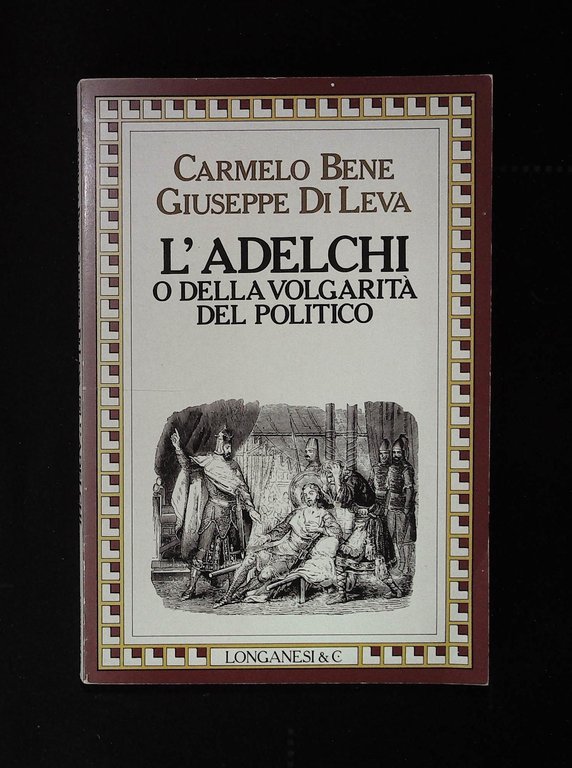 CARMELO BENE
GIUSEPPE DI LEVA
L'ADELCHI
O DELLA VOLGARITÀ
DEL POLITICO
LONGANESI & C.